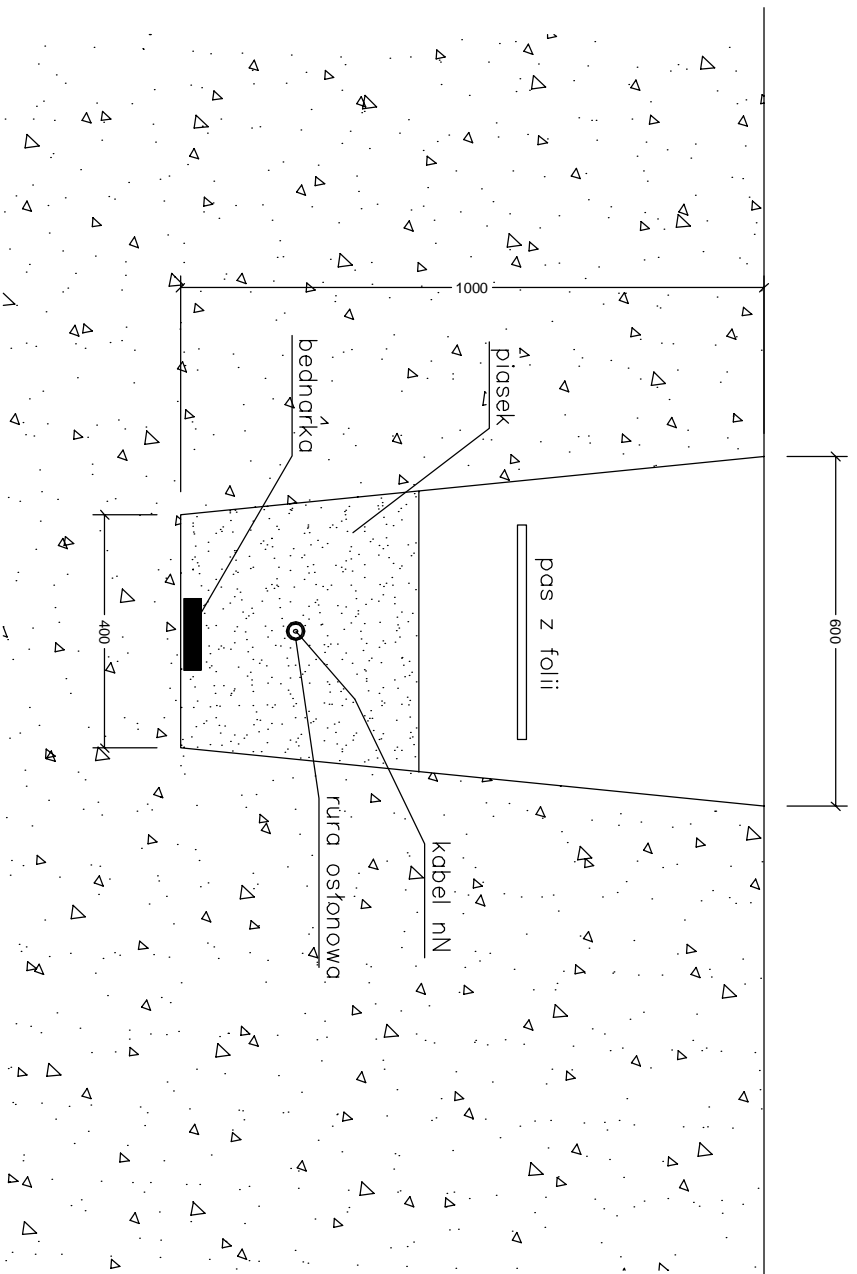 600
pas z folii
1000
piasek
kabel nN
bednarka
rura osłonowa
400